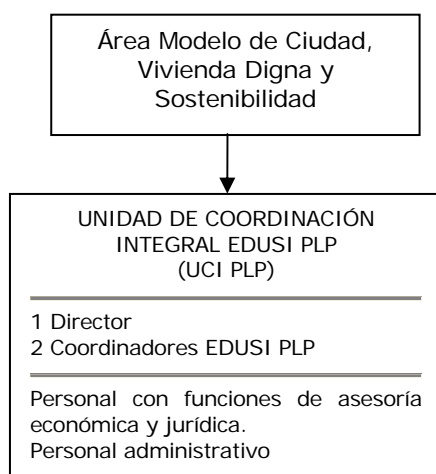 Área Modelo de Ciudad,
Vivienda Digna y
Sostenibilidad
UNIDAD DE COORDINACIÓN
INTEGRAL EDUSI PLP
(UCI PLP)
1 Director
2 Coordinadores EDUSI PLP
Personal con funciones de asesoría
económica y jurídica.
Personal administrativo